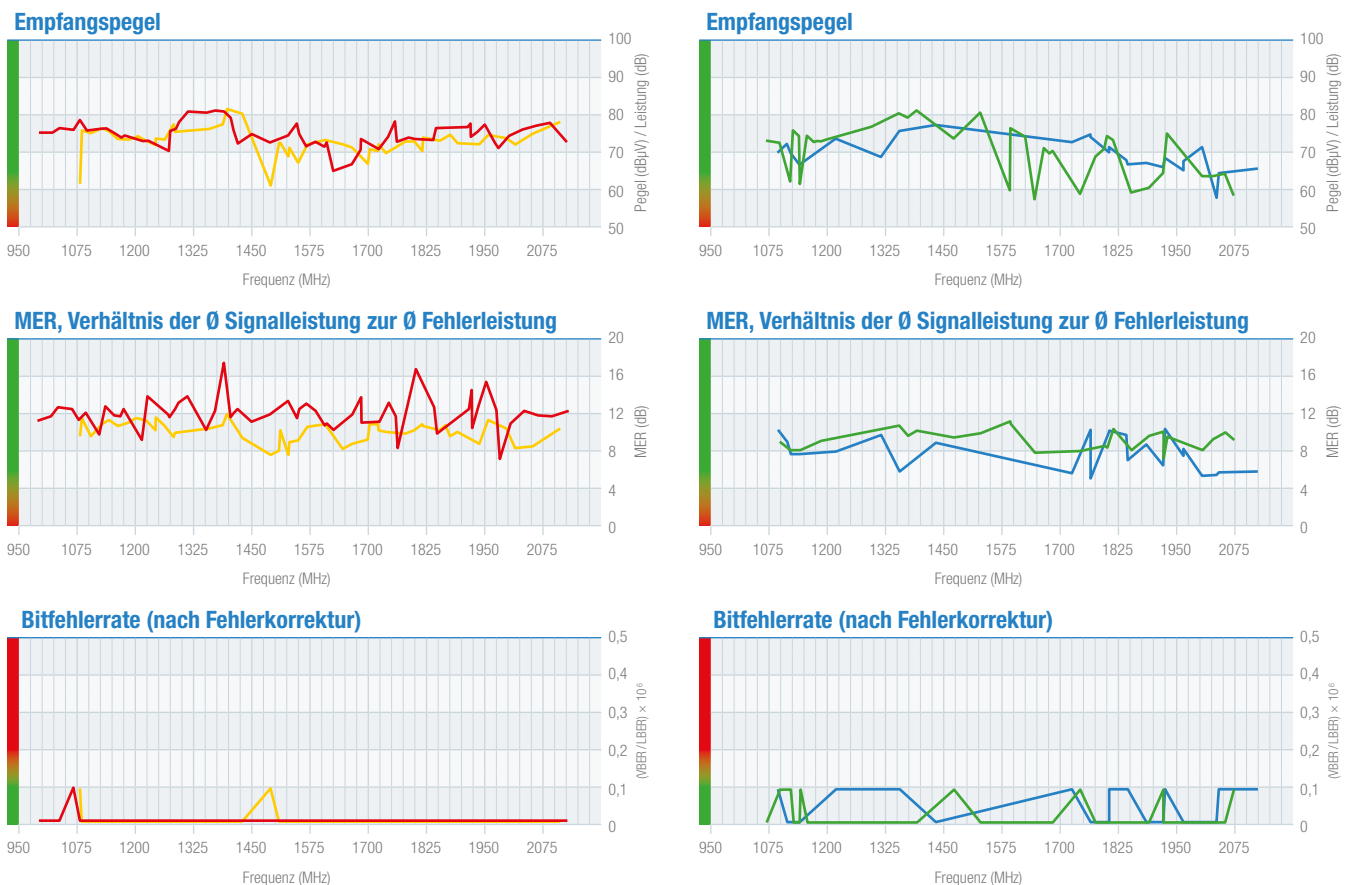 Empfangspegel
100
90
80
70
60
50
Pegel (dBµV) / Leistung (dB)
950 1075 1200 1325 1450 1575 1700 1825 1950 2075
Frequenz (MHz)
Empfangspegel
100
90
80
70
60
50
Pegel (dBµV) / Leistung (dB)
950 1075 1200 1325 1450 1575 1700 1825 1950 2075
Frequenz (MHz)
MER, Verhältnis der Ø Signalleistung zur Ø Fehlerleistung
20
16
12
8
4
0
MER (dB)
950 1075 1200 1325 1450 1575 1700 1825 1950 2075
Frequenz (MHz)
MER, Verhältnis der Ø Signalleistung zur Ø Fehlerleistung
20
16
12
8
4
0
MER (dB)
950 1075 1200 1325 1450 1575 1700 1825 1950 2075
Frequenz (MHz)
Bitfehlerrate (nach Fehlerkorrektur)
0,5
0,4
0,3
0,2
0,1
0
(VBER / LBER) × 10⁶
950 1075 1200 1325 1450 1575 1700 1825 1950 2075
Frequenz (MHz)
Bitfehlerrate (nach Fehlerkorrektur)
0,5
0,4
0,3
0,2
0,1
0
(VBER / LBER) × 10⁶
950 1075 1200 1325 1450 1575 1700 1825 1950 2075
Frequenz (MHz)